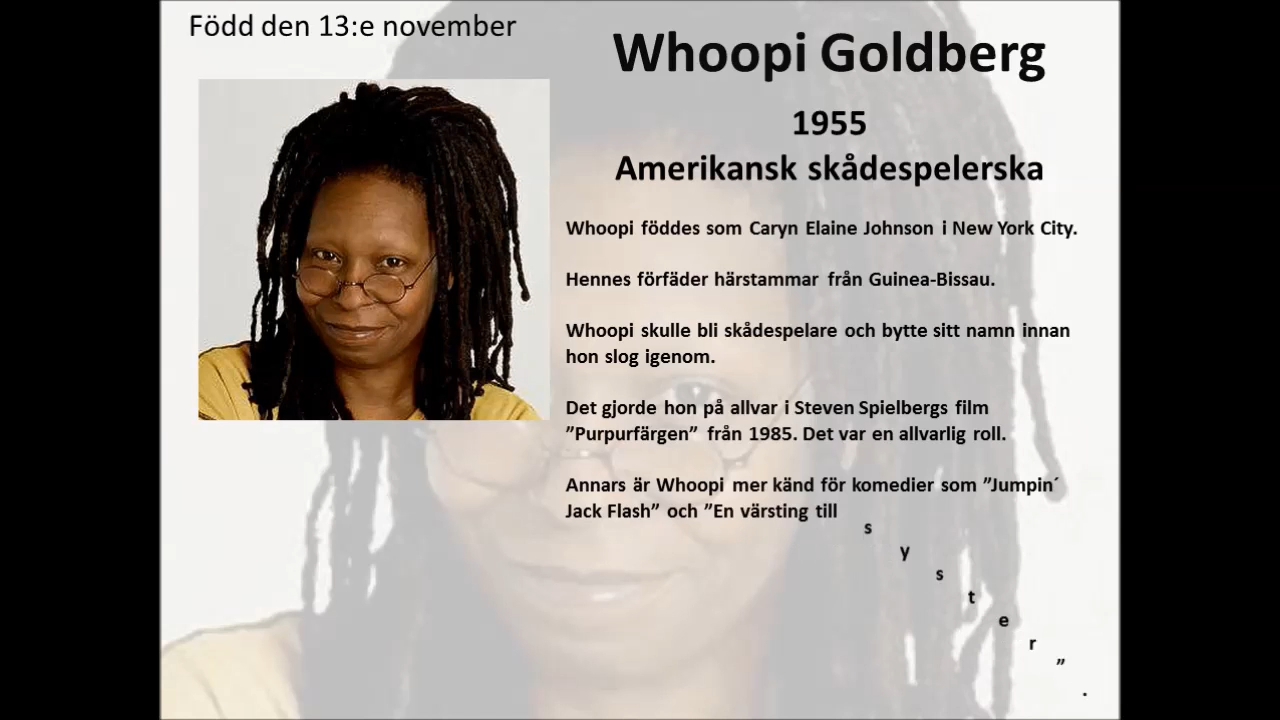 Född den 13:e november
Whoopi Goldberg
1955
Amerikansk skådespelerska
Whoopi föddes som Caryn Elaine Johnson i New York City.
Hennes förfäder härstammar från Guinea-Bissau.
Whoopi skulle bli skådespelare och bytte sitt namn innan
hon slog igenom.
Det gjorde hon på allvar i Steven Spielbergs film
”Purpurfärgen” från 1985. Det var en allvarlig roll.
Annars är Whoopi mer känd för komedier som ”Jumpin´
Jack Flash” och ”En värsting till
syster”.